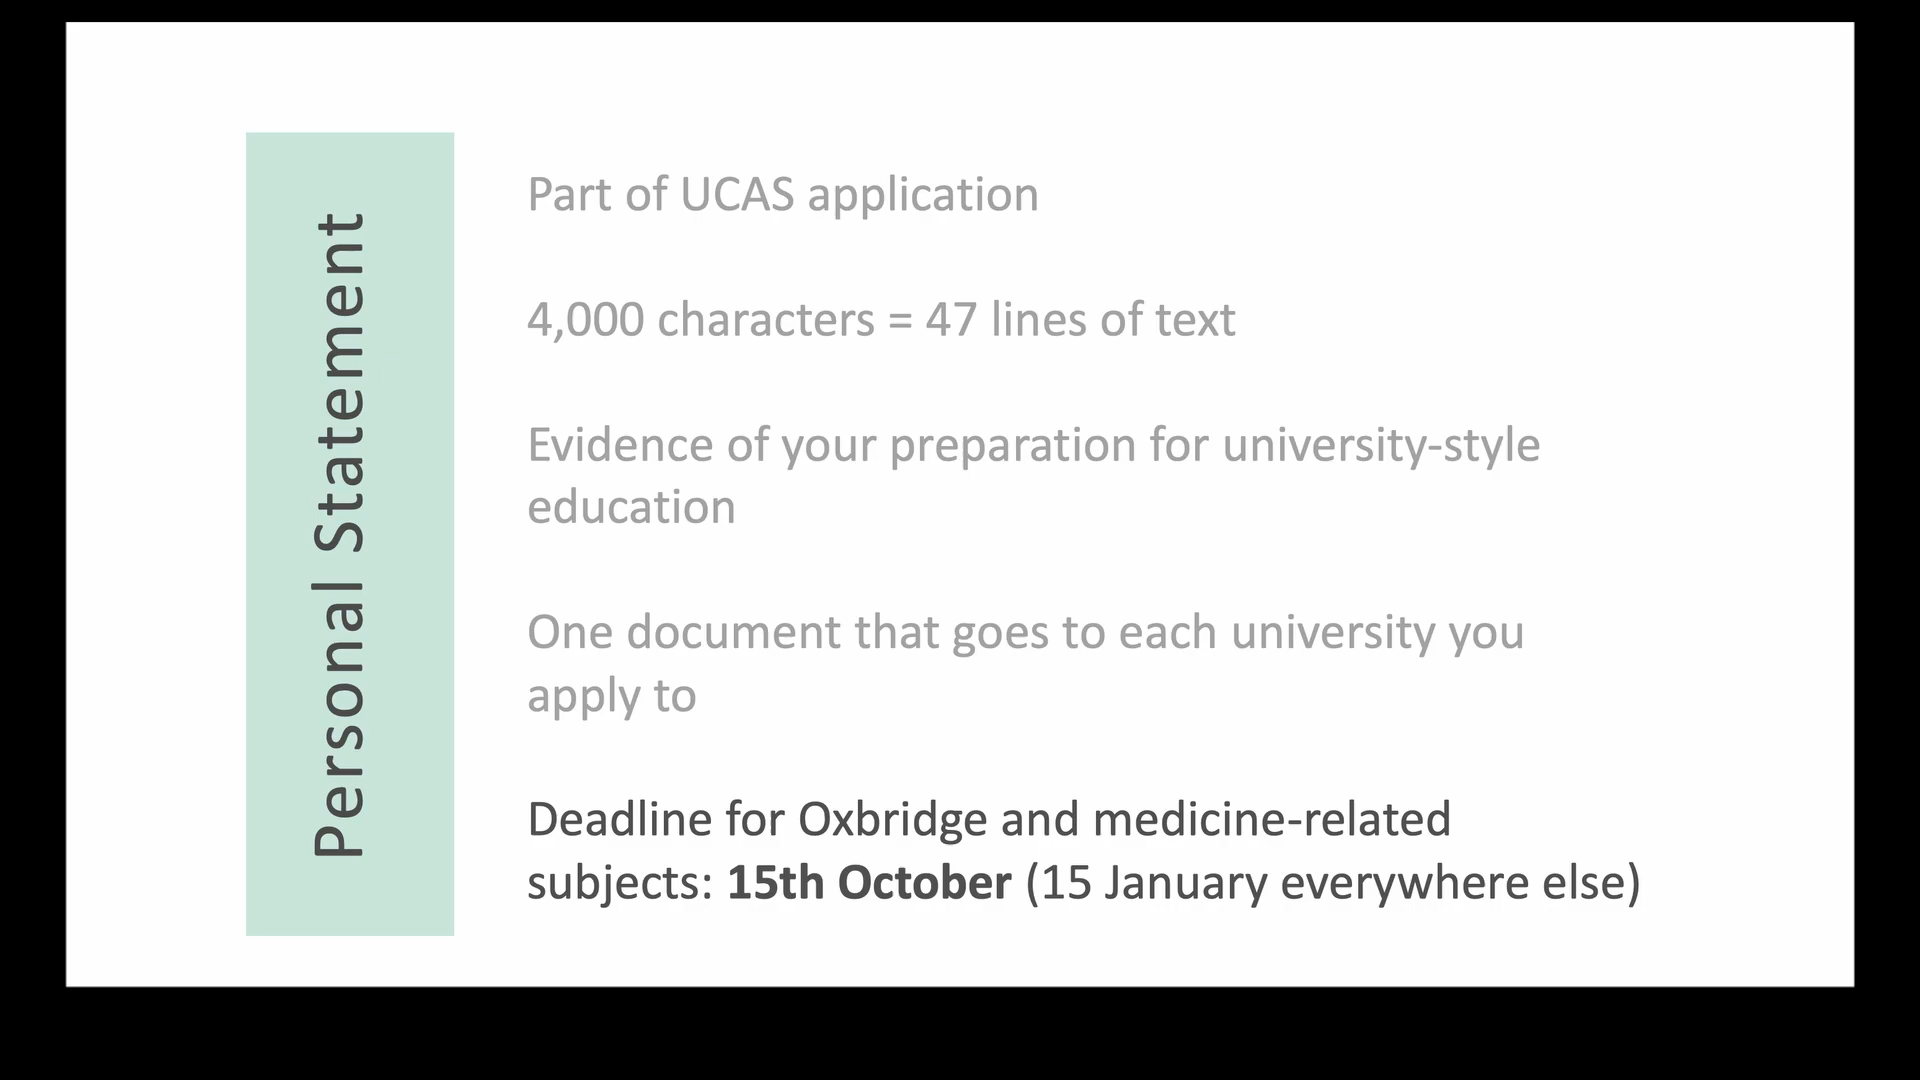 Personal Statement
Part of UCAS application
4,000 characters = 47 lines of text
Evidence of your preparation for university-style
education
One document that goes to each university you
apply to
Deadline for Oxbridge and medicine-related
subjects: 15th October (15 January everywhere else)